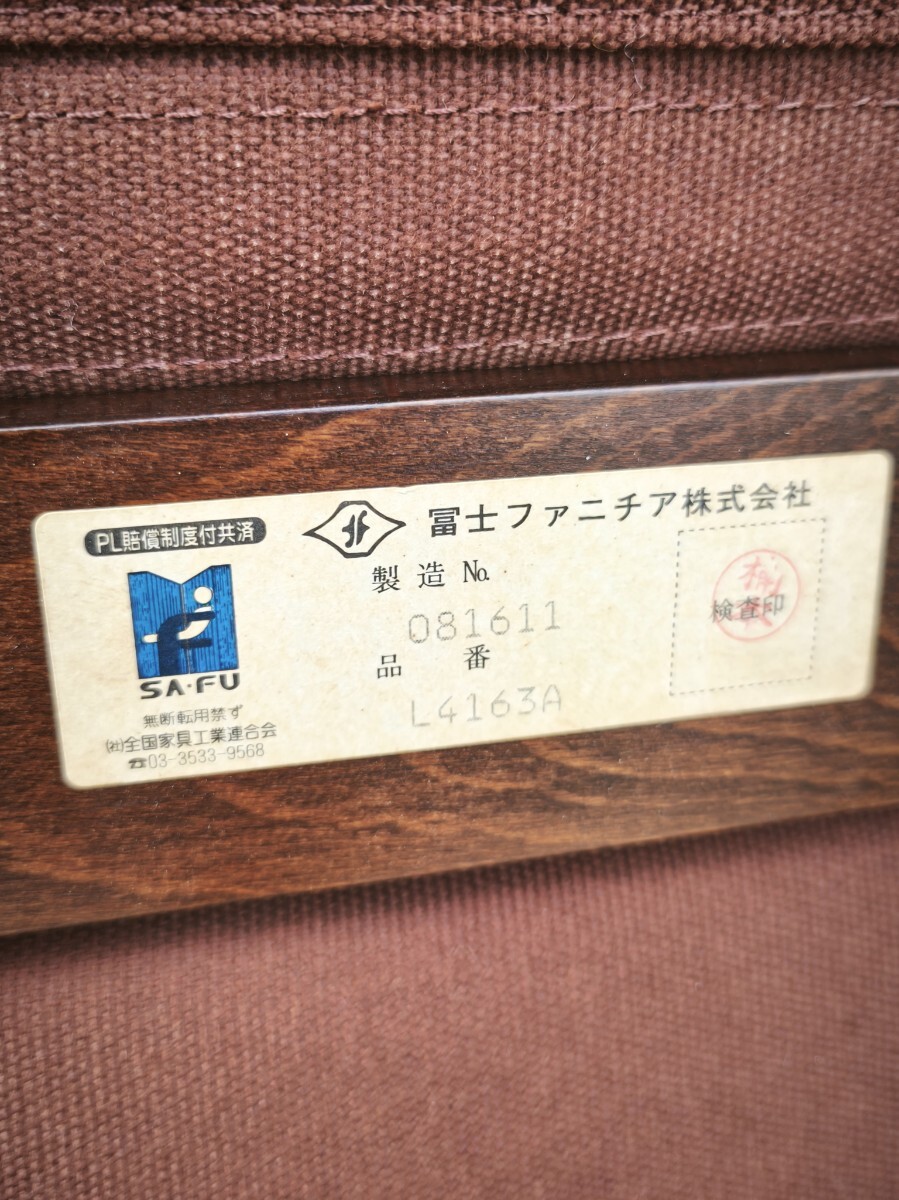 PL賠償制度付共済
SA・FU
無断転用禁ず
㈳全国家具工業連合会
☎03-3533-9568
冨士ファニチア株式会社
製造 №
081611
品番
L4163A
検査印